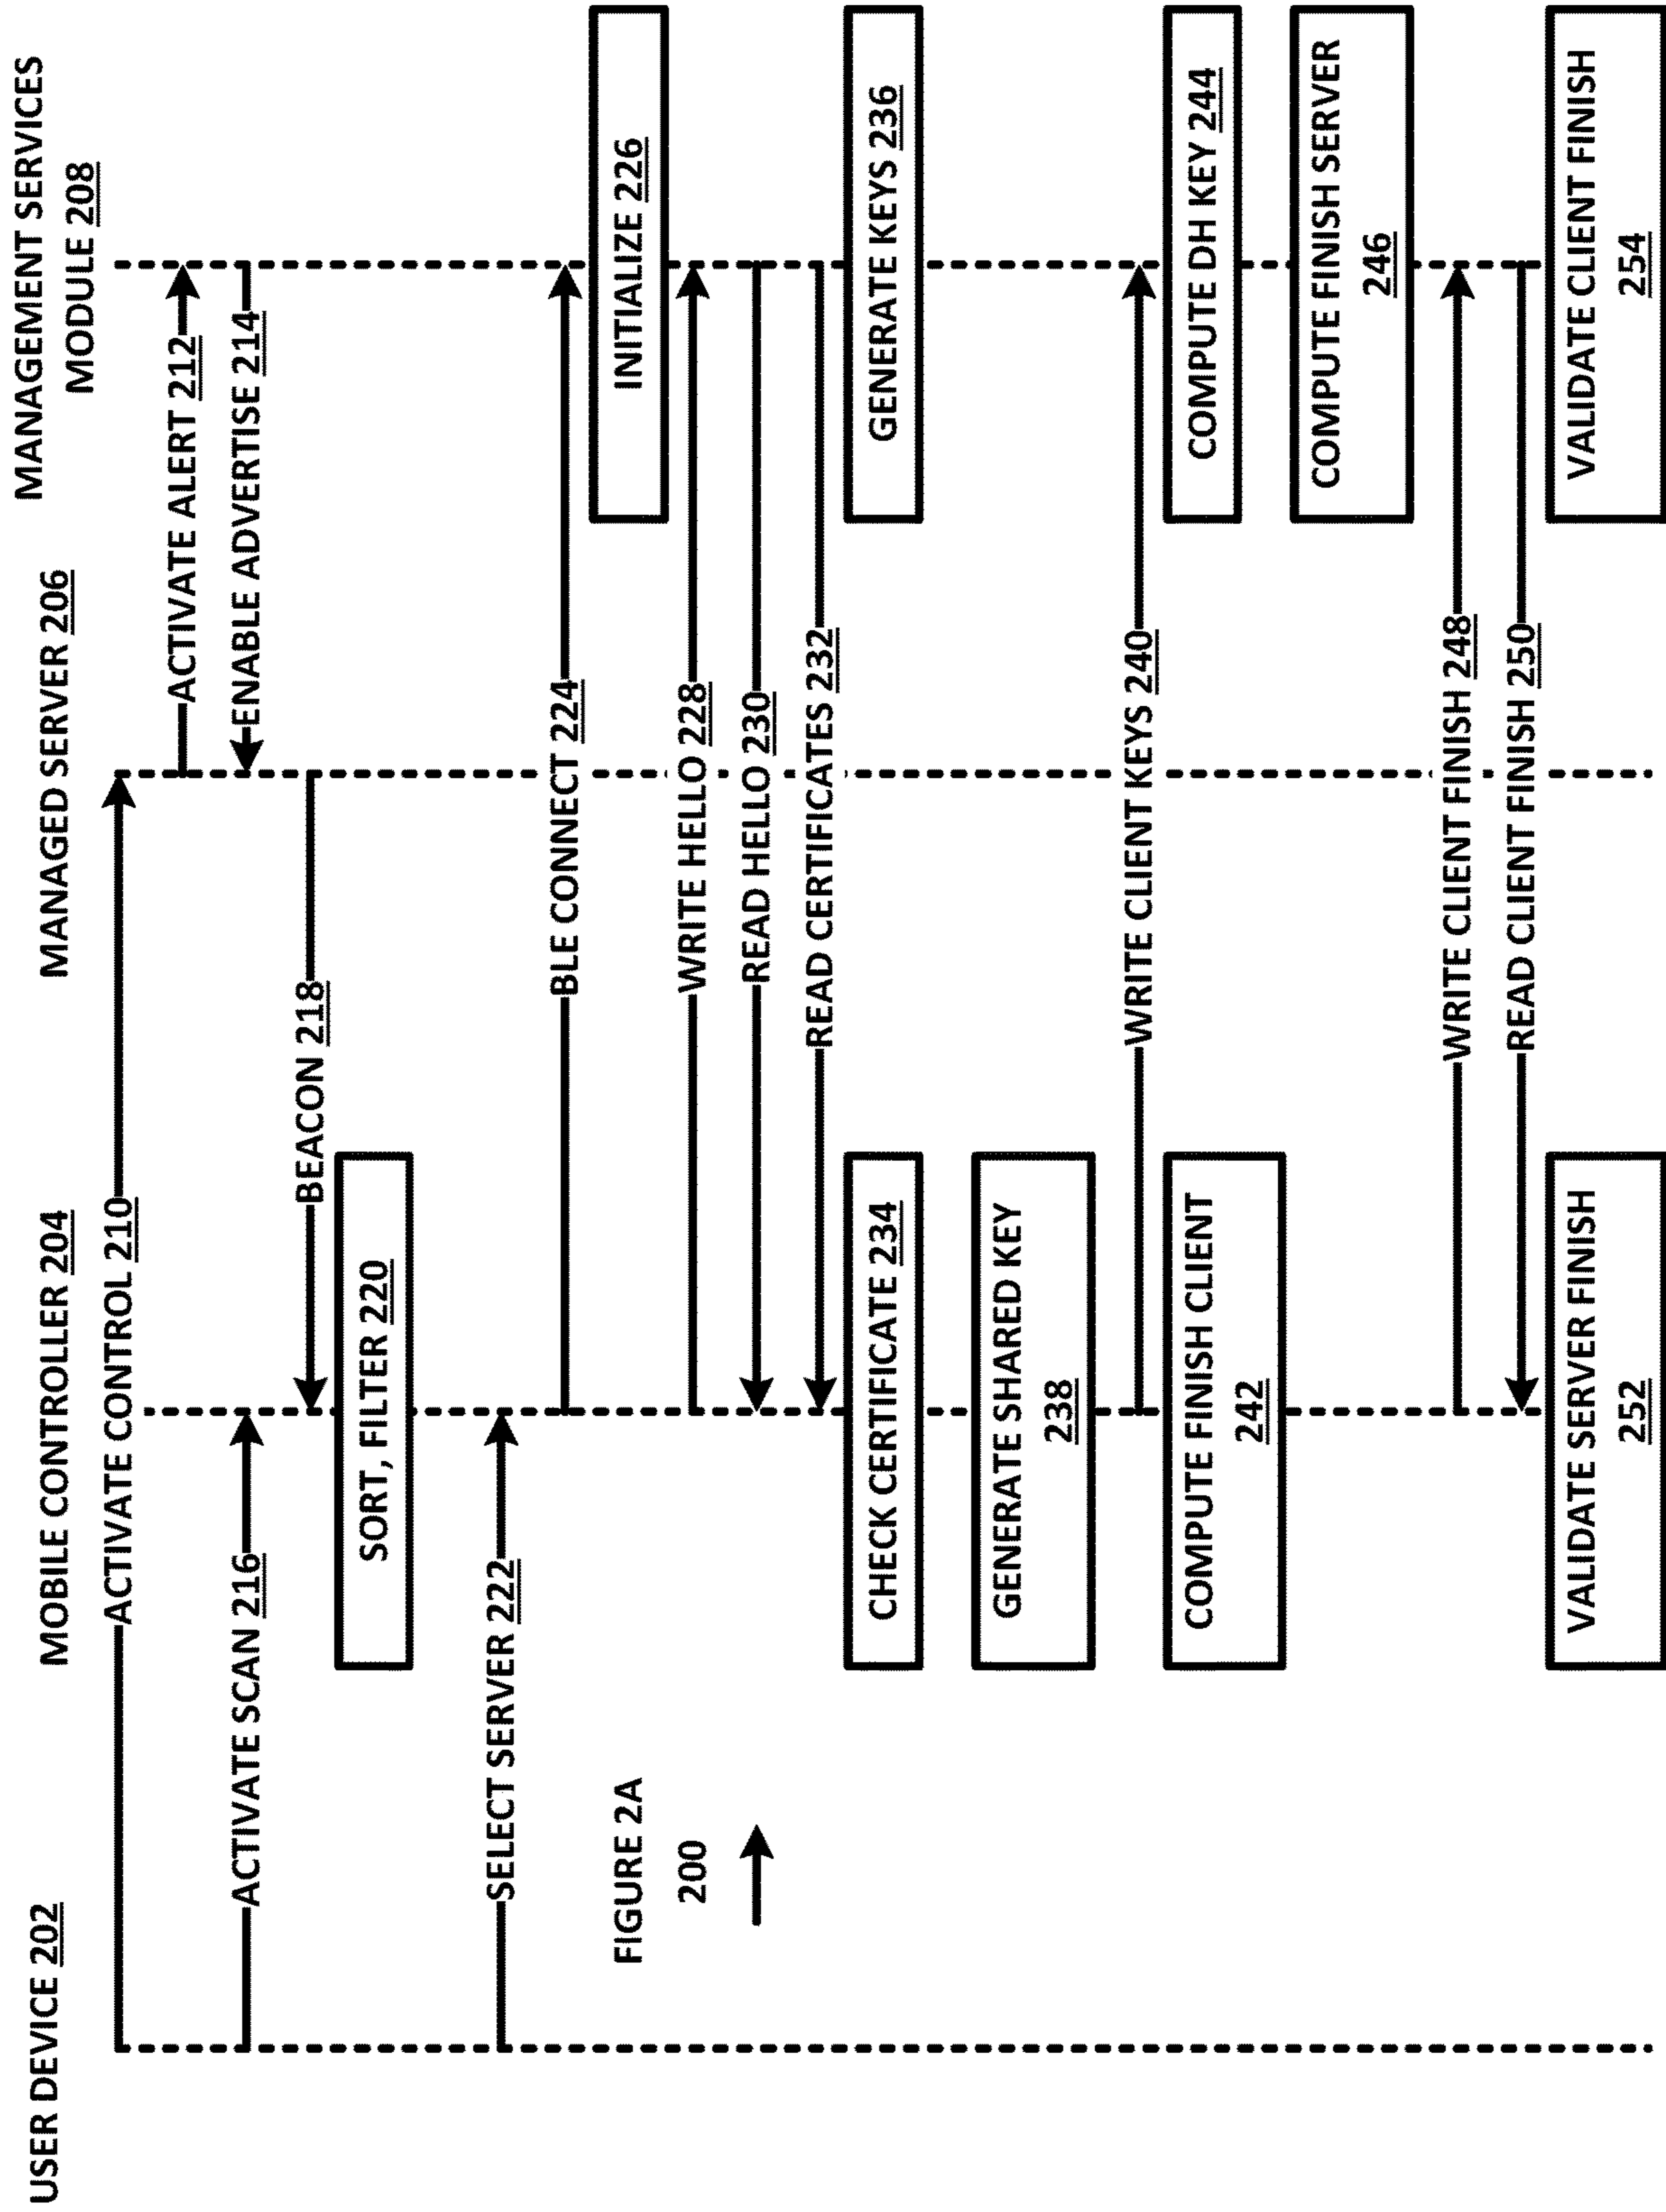 USER DEVICE 202
MOBILE CONTROLLER 204
MANAGED SERVER 206
MANAGEMENT SERVICES
MODULE 208
ACTIVATE CONTROL 210
ACTIVATE ALERT 212
ENABLE ADVERTISE 214
ACTIVATE SCAN 216
BEACON 218
SORT, FILTER 220
SELECT SERVER 222
BLE CONNECT 224
INITIALIZE 226
WRITE HELLO 228
READ HELLO 230
READ CERTIFICATES 232
CHECK CERTIFICATE 234
GENERATE KEYS 236
GENERATE SHARED KEY
238
WRITE CLIENT KEYS 240
COMPUTE FINISH CLIENT
242
COMPUTE DH KEY 244
COMPUTE FINISH SERVER
246
WRITE CLIENT FINISH 248
READ CLIENT FINISH 250
VALIDATE SERVER FINISH
252
VALIDATE CLIENT FINISH
254
FIGURE 2A
200